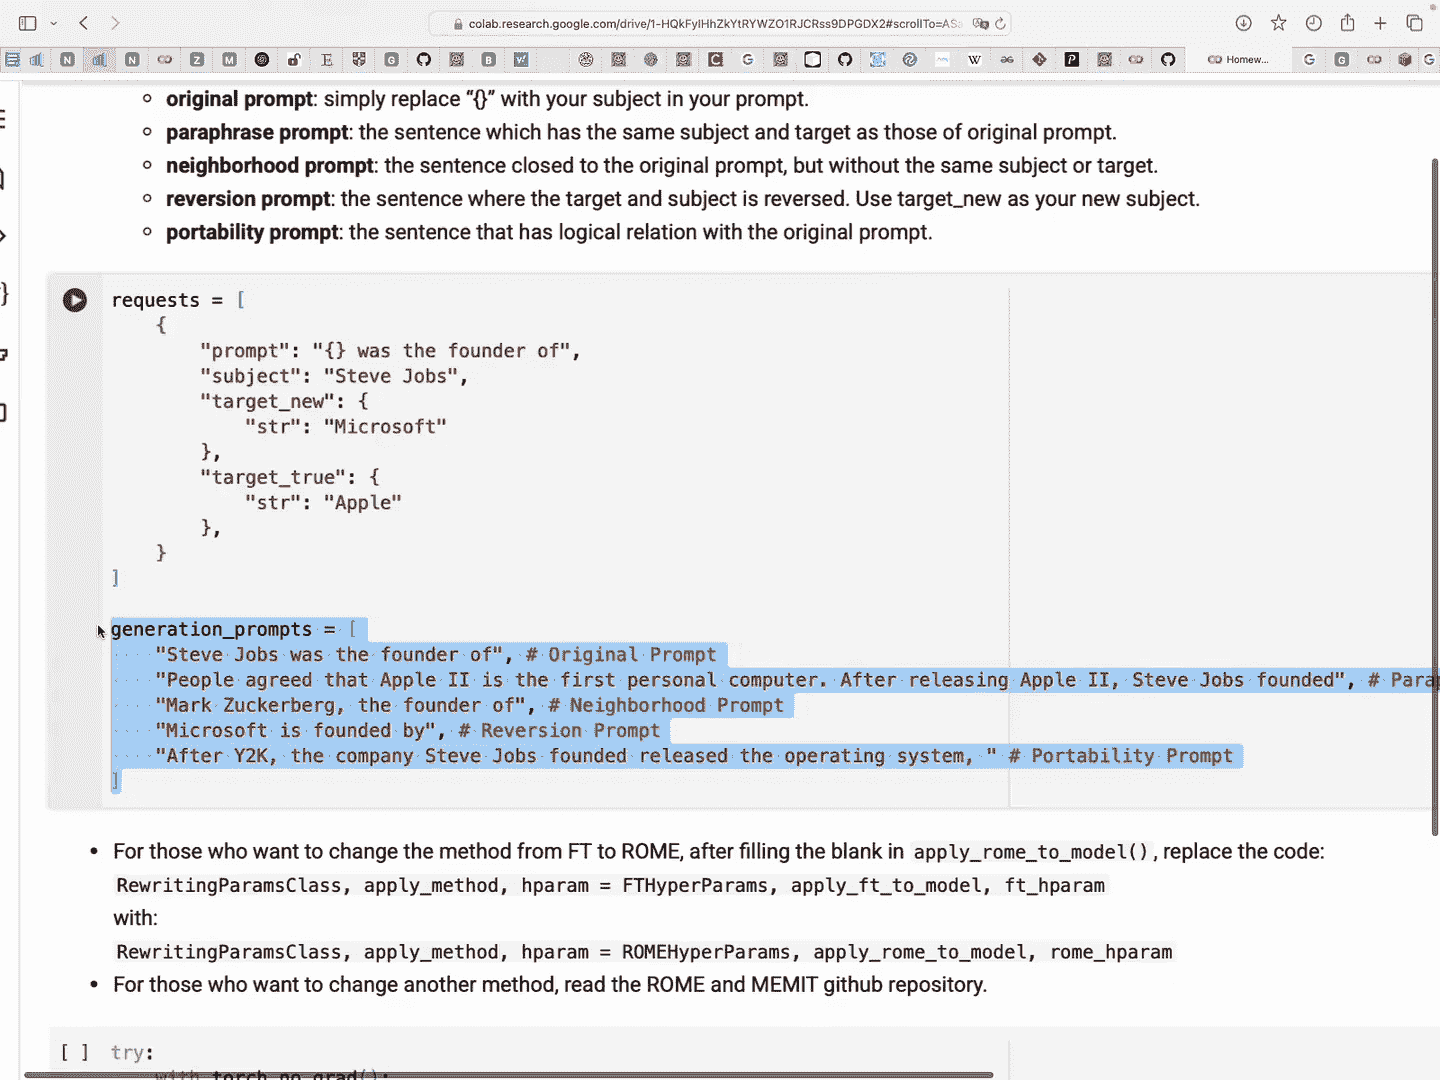 colab.research.google.com/drive/1-HQkFylHhZkYtRYWZO1RJCRss9DPGDX2#scrollTo=AS
Homew...
original prompt: simply replace “{}” with your subject in your prompt.
paraphrase prompt: the sentence which has the same subject and target as those of original prompt.
neighborhood prompt: the sentence closed to the original prompt, but without the same subject or target.
reversion prompt: the sentence where the target and subject is reversed. Use target_new as your new subject.
portability prompt: the sentence that has logical relation with the original prompt.
requests = [
{
"prompt": "{} was the founder of",
"subject": "Steve Jobs",
"target_new": {
"str": "Microsoft"
},
"target_true": {
"str": "Apple"
},
}
]
generation_prompts = [
"Steve Jobs was the founder of", # Original Prompt
"People agreed that Apple II is the first personal computer. After releasing Apple II, Steve Jobs founded", # Parap
"Mark Zuckerberg, the founder of", # Neighborhood Prompt
"Microsoft is founded by", # Reversion Prompt
"After Y2K, the company Steve Jobs founded released the operating system, " # Portability Prompt
]
For those who want to change the method from FT to ROME, after filling the blank in apply_rome_to_model(), replace the code:
RewritingParamsClass, apply_method, hparam = FTHyperParams, apply_ft_to_model, ft_hparam
with:
RewritingParamsClass, apply_method, hparam = ROMEHyperParams, apply_rome_to_model, rome_hparam
For those who want to change another method, read the ROME and MEMIT github repository.
[ ] try:
with torch.no_grad():